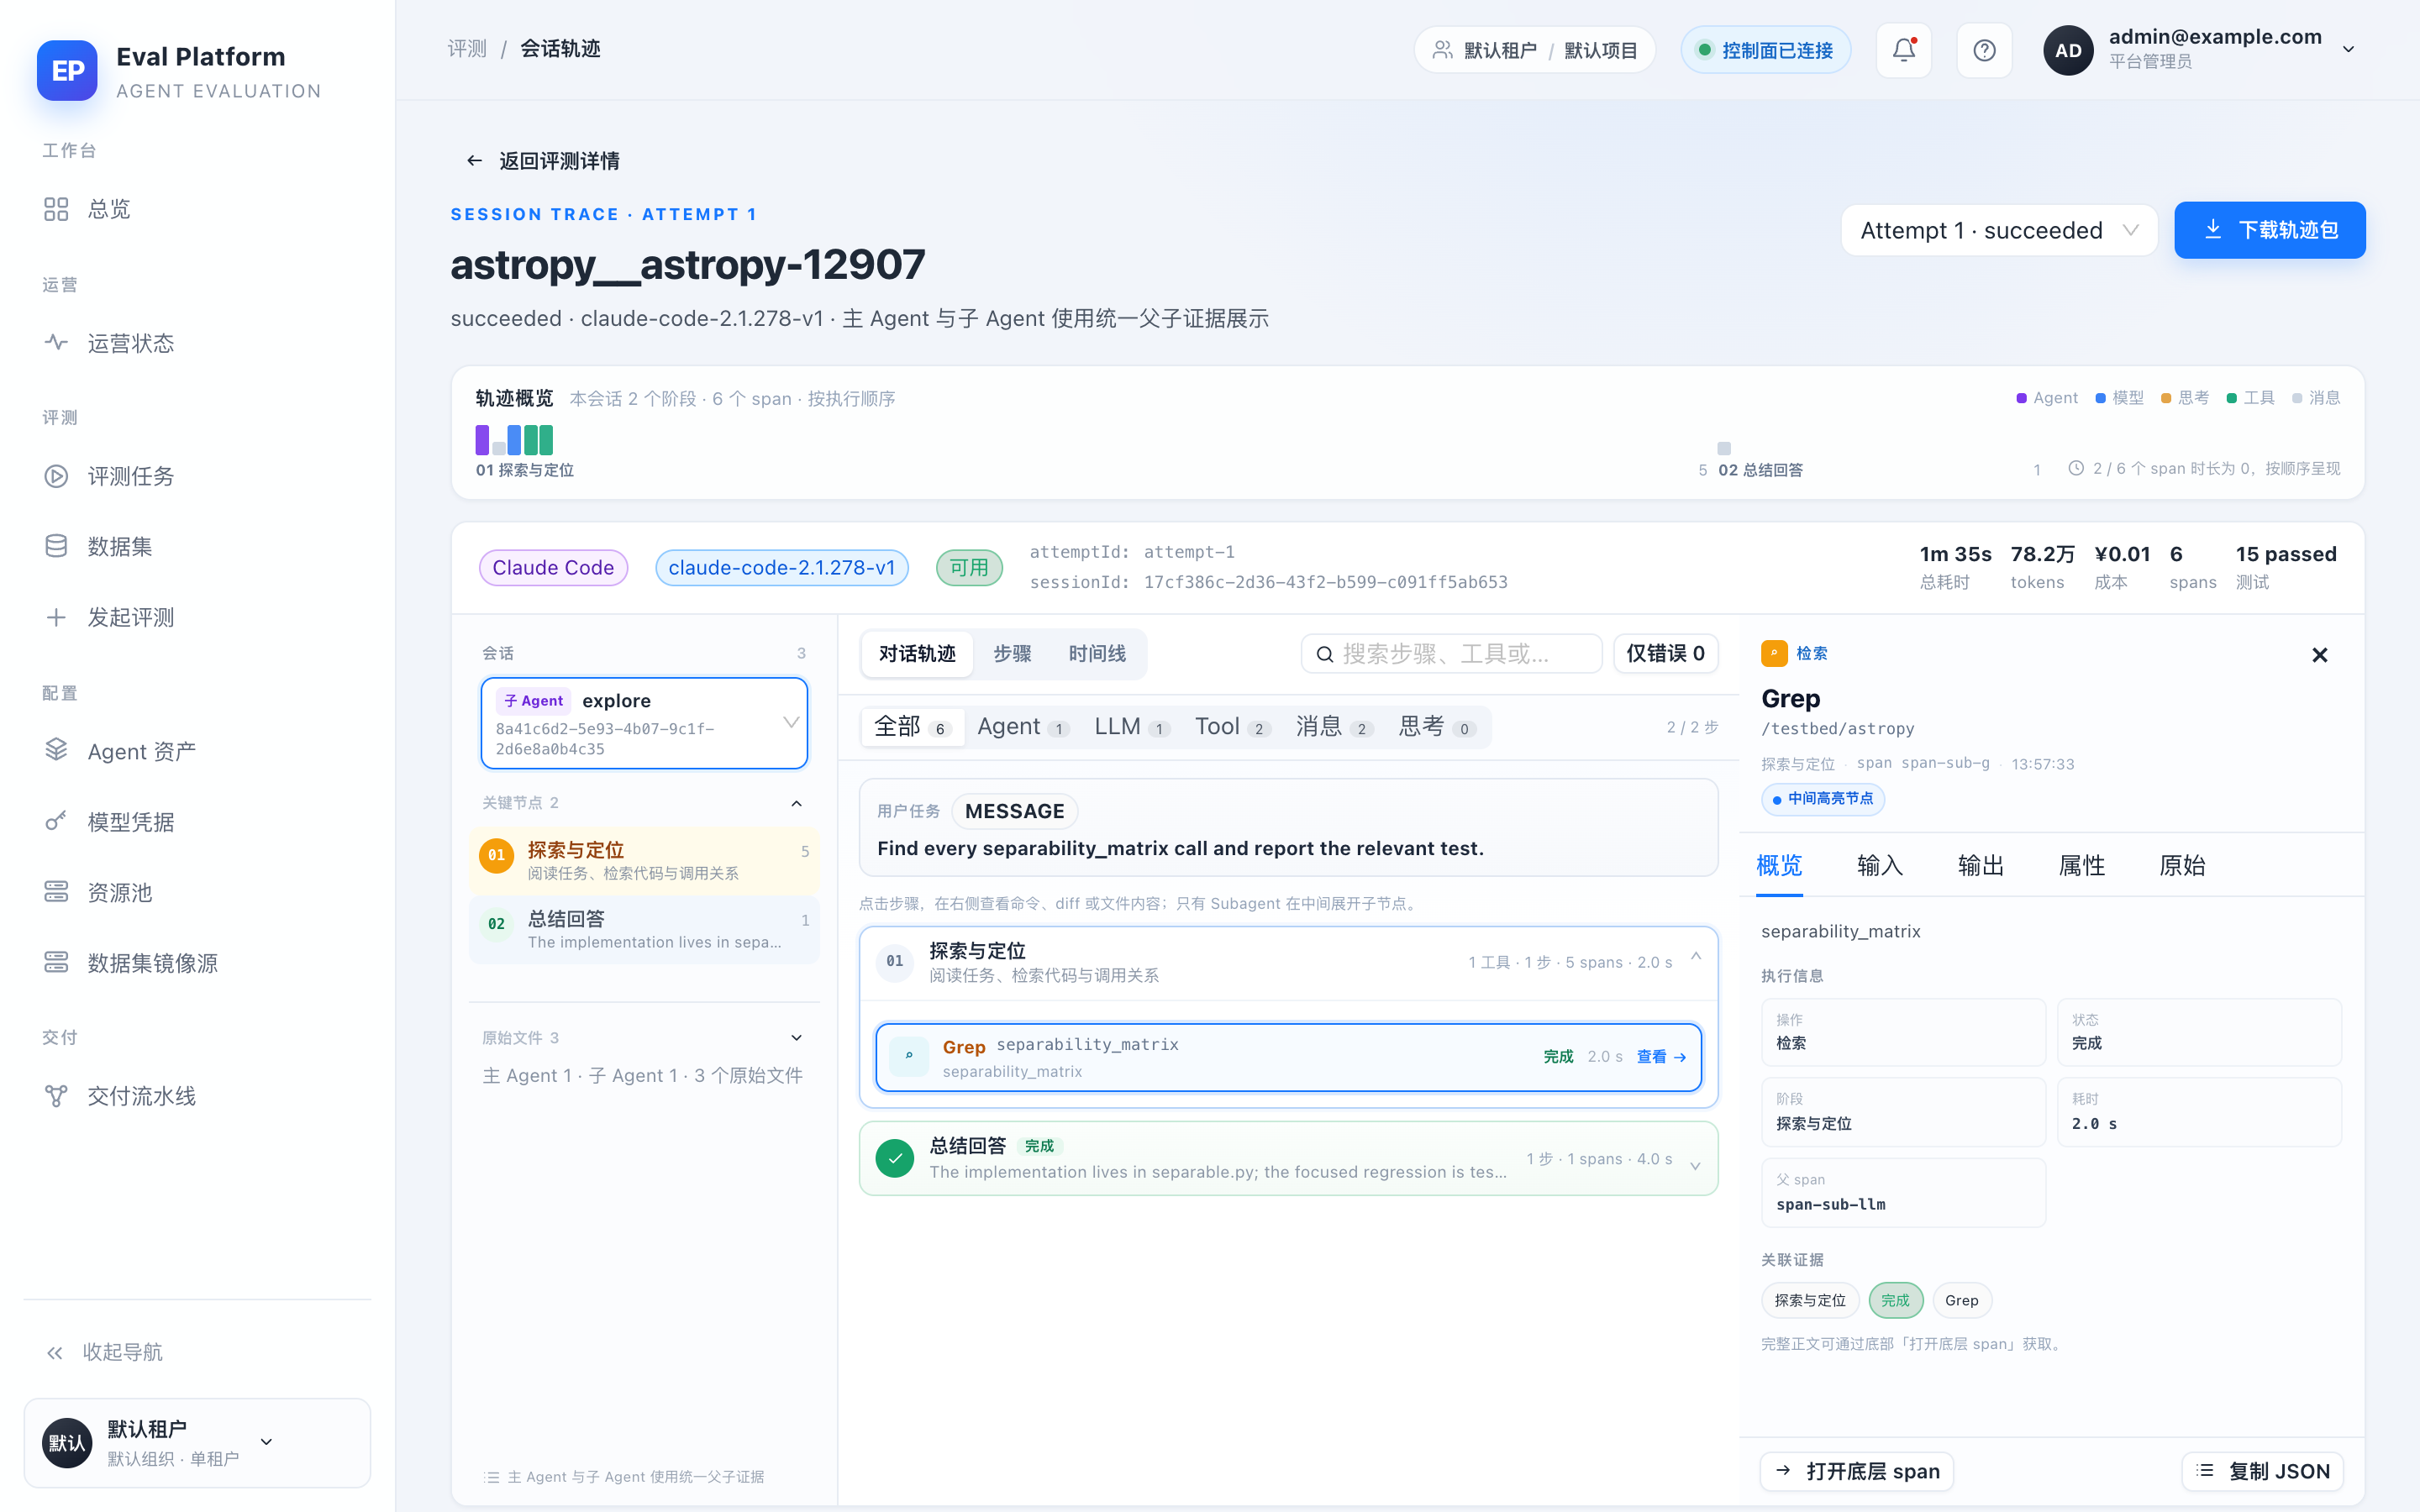 EP
Eval Platform
AGENT EVALUATION
工作台
总览
运营
运营状态
评测
评测任务
数据集
发起评测
配置
Agent 资产
模型凭据
资源池
数据集镜像源
交付
交付流水线
收起导航
默认
默认租户
默认组织 · 单租户
评测 / 会话轨迹
默认租户 / 默认项目
控制面已连接
AD
admin@example.com
平台管理员
返回评测详情
SESSION TRACE · ATTEMPT 1
astropy__astropy-12907
succeeded · claude-code-2.1.278-v1 · 主 Agent 与子 Agent 使用统一父子证据展示
Attempt 1 · succeeded
下载轨迹包
轨迹概览 本会话 2 个阶段 · 6 个 span · 按执行顺序
Agent 模型 思考 工具 消息
01 探索与定位 5
02 总结回答 1
2 / 6 个 span 时长为 0，按顺序呈现
Claude Code
claude-code-2.1.278-v1
可用
attemptId: attempt-1
sessionId: 17cf386c-2d36-43f2-b599-c091ff5ab653
1m 35s 78.2万 ¥0.01 6 15 passed
总耗时 tokens 成本 spans 测试
会话 3
子 Agent explore
8a41c6d2-5e93-4b07-9c1f-
2d6e8a0b4c35
关键节点 2
01 探索与定位 5
阅读任务、检索代码与调用关系
02 总结回答 1
The implementation lives in sepa...
原始文件 3
主 Agent 1 · 子 Agent 1 · 3 个原始文件
主 Agent 与子 Agent 使用统一父子证据
对话轨迹 步骤 时间线
搜索步骤、工具或...
仅错误 0
全部 6 Agent 1 LLM 1 Tool 2 消息 2 思考 0
2 / 2 步
用户任务 MESSAGE
Find every separability_matrix call and report the relevant test.
点击步骤，在右侧查看命令、diff 或文件内容；只有 Subagent 在中间展开子节点。
01 探索与定位
阅读任务、检索代码与调用关系
1 工具 · 1 步 · 5 spans · 2.0 s
Grep separability_matrix
separability_matrix
完成 2.0 s 查看 →
总结回答 完成
The implementation lives in separable.py; the focused regression is tes...
1 步 · 1 spans · 4.0 s
检索
Grep
/testbed/astropy
探索与定位 · span span-sub-g · 13:57:33
中间高亮节点
概览 输入 输出 属性 原始
separability_matrix
执行信息
操作
检索
状态
完成
阶段
探索与定位
耗时
2.0 s
父 span
span-sub-llm
关联证据
探索与定位 完成 Grep
完整正文可通过底部「打开底层 span」获取。
打开底层 span
复制 JSON